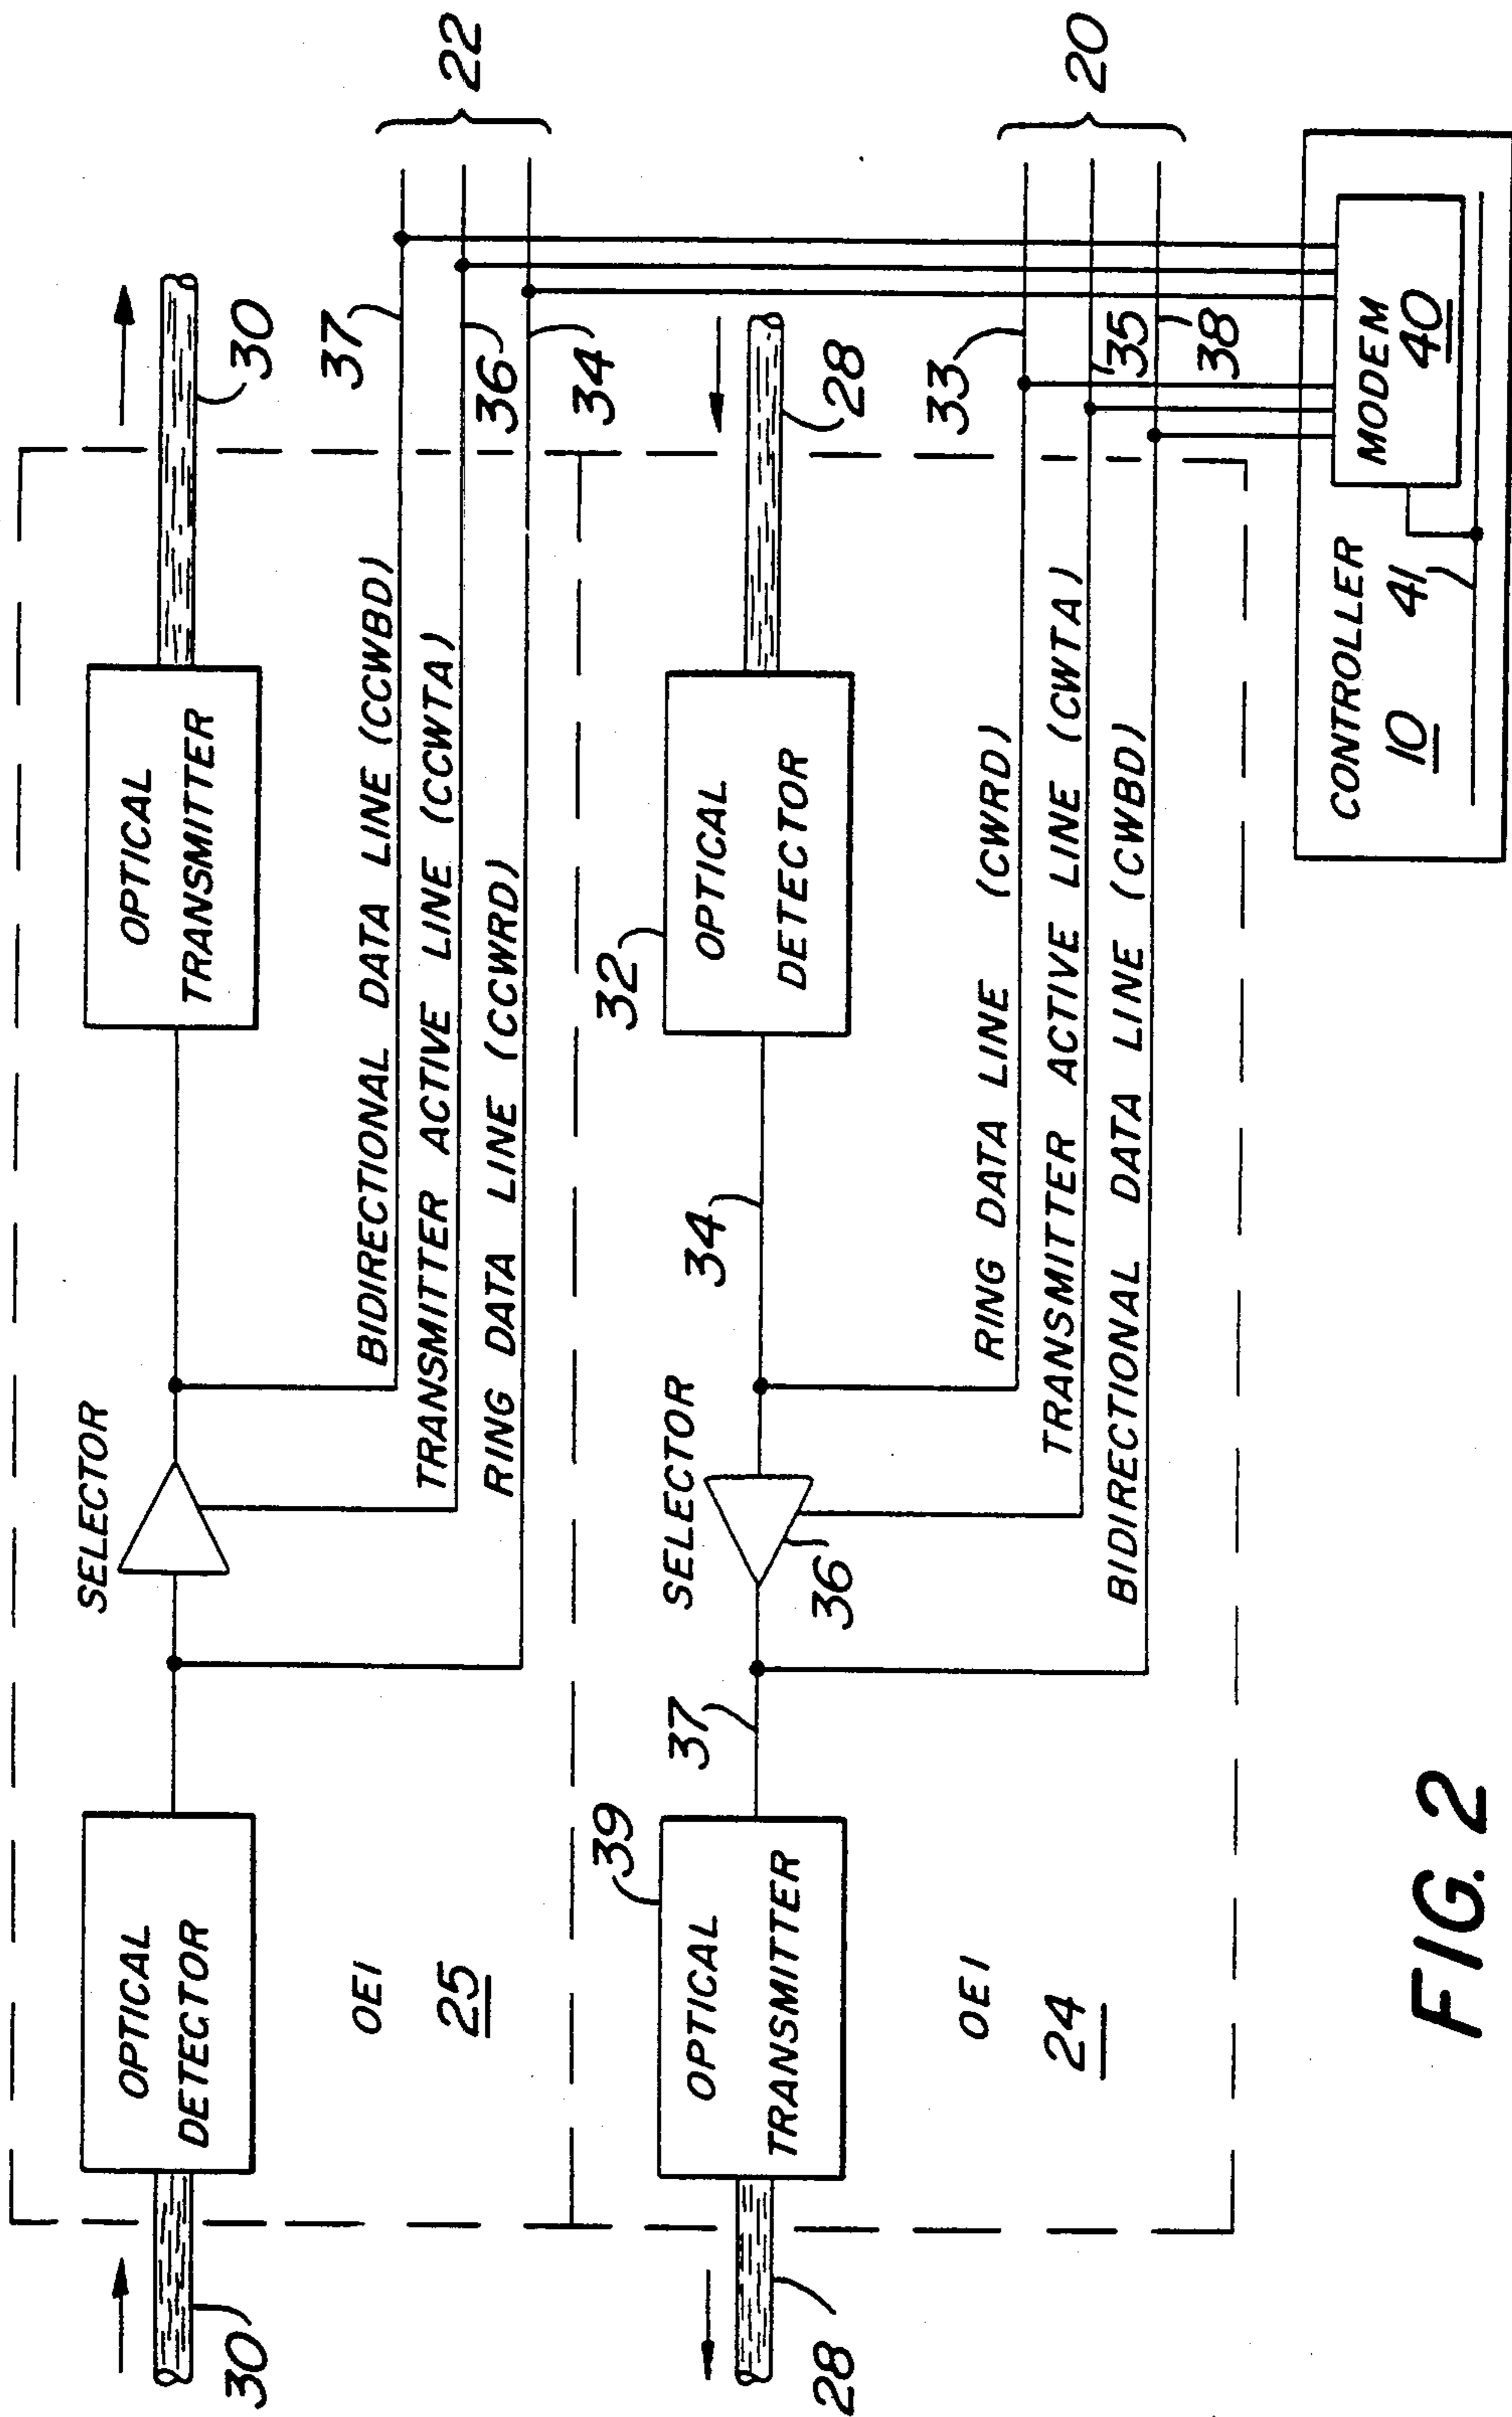 OPTICAL
DETECTOR
30
OEI
25
SELECTOR
OPTICAL
TRANSMITTER
30
BIDIRECTIONAL DATA LINE (CCWBD)
37
TRANSMITTER ACTIVE LINE (CCWTA)
36
RING DATA LINE (CCWRD)
34
22
39
OPTICAL
TRANSMITTER
28
OEI
24
37
SELECTOR
36
34
32
OPTICAL
DETECTOR
28
RING DATA LINE (CWRD)
33
TRANSMITTER ACTIVE LINE (CWTA)
35
BIDIRECTIONAL DATA LINE (CWBD)
38
20
CONTROLLER
10
41
MODEM
40
FIG. 2